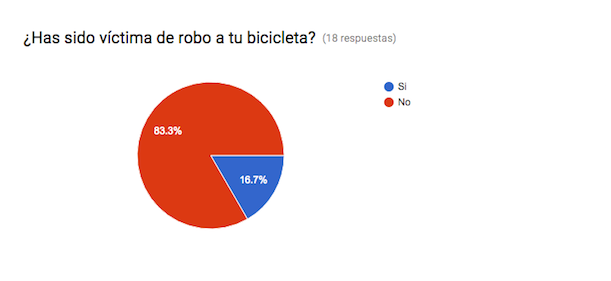 ¿Has sido víctima de robo a tu bicicleta? (18 respuestas)
Si
No
83.3%
16.7%